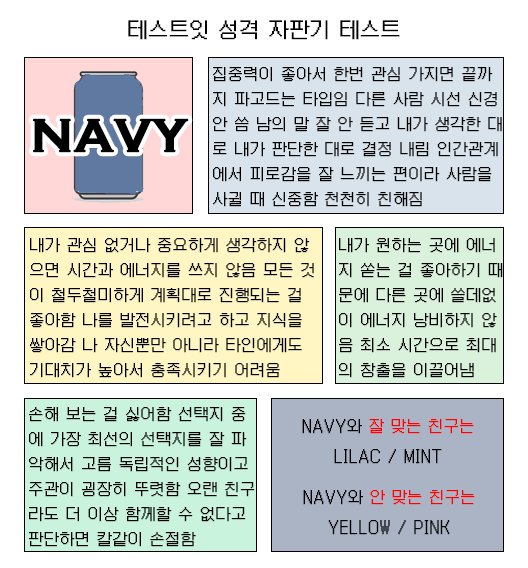 테스트잇 성격 자판기 테스트
NAVY
집중력이 좋아서 한번 관심 가지면 끝까
지 파고드는 타입임 다른 사람 시선 신경
안 씀 남의 말 잘 안 듣고 내가 생각한 대
로 내가 판단한 대로 결정 내림 인간관계
에서 피로감을 잘 느끼는 편이라 사람을
사귈 때 신중함 천천히 친해짐
내가 관심 없거나 중요하게 생각하지 않
으면 시간과 에너지를 쓰지 않음 모든 것
이 철두철미하게 계획대로 진행되는 걸
좋아함 나를 발전시키려고 하고 지식을
쌓아감 나 자신뿐만 아니라 타인에게도
기대치가 높아서 충족시키기 어려움
내가 원하는 곳에 에너
지 쏟는 걸 좋아하기 때
문에 다른 곳에 쓸데없
이 에너지 낭비하지 않
음 최소 시간으로 최대
의 창출을 이끌어냄
손해 보는 걸 싫어함 선택지 중
에 가장 최선의 선택지를 잘 파
악해서 고름 독립적인 성향이고
주관이 굉장히 뚜렷함 오랜 친구
라도 더 이상 함께할 수 없다고
판단하면 칼같이 손절함
NAVY와 잘 맞는 친구는
LILAC / MINT
NAVY와 안 맞는 친구는
YELLOW / PINK